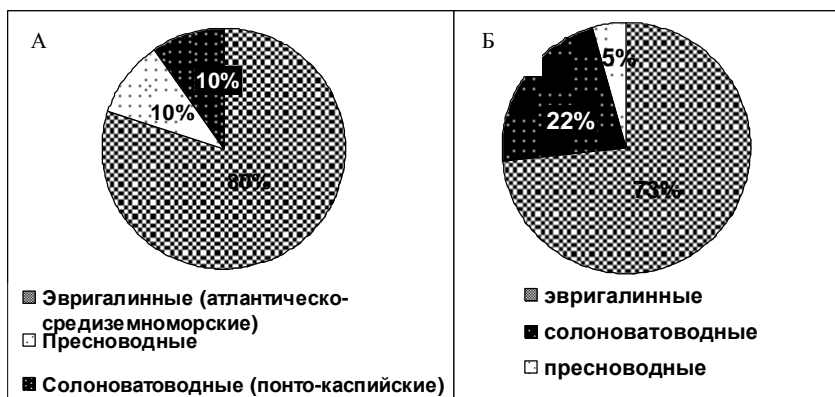 А
10%
10%
80%
Эвригалинные (атлантическо-
средиземноморские)
Пресноводные
Солоноватоводные (понто-каспийские)
Б
5%
22%
73%
эвригалинные
солоноватоводные
пресноводные